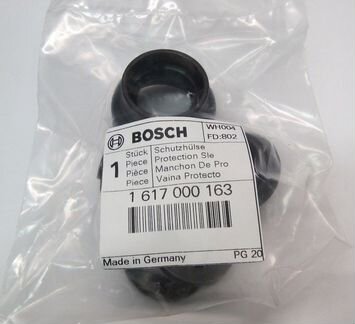 BOSCH
WH004
FD:802
1
Stück
Piece
Pièce
Piece
Schutzhülse
Protection Sle
Manchon De Pro
Vaina Protecto
1 617 000 163
Made in Germany
PG 20